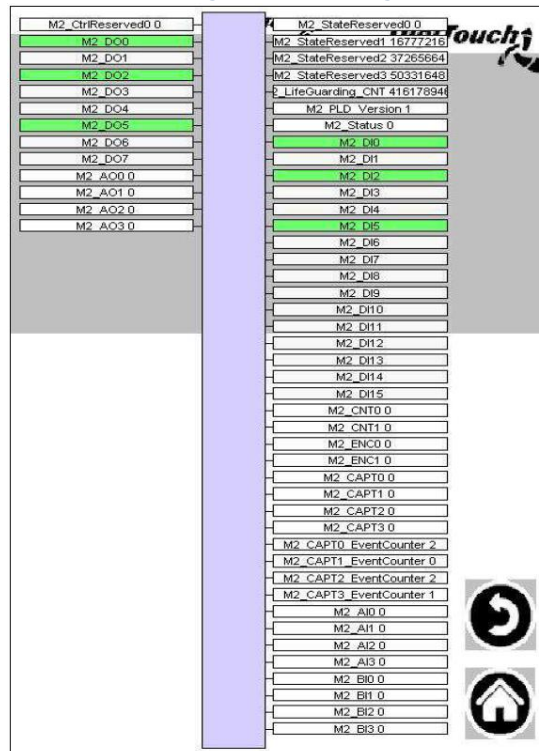 M2_CtrlReserved0 0
M2_DO0
M2_DO1
M2_DO2
M2_DO3
M2_DO4
M2_DO5
M2_DO6
M2_DO7
M2_AO0 0
M2_AO1 0
M2_AO2 0
M2_AO3 0
M2_StateReserved0 0
Touch
M2_StateReserved1 16777216
M2_StateReserved2 37265664
M2_StateReserved3 50331648
2_LifeGuarding_CNT 41617894
M2_PLD_Version 1
M2_Status 0
M2_DI0
M2_DI1
M2_DI2
M2_DI3
M2_DI4
M2_DI5
M2_DI6
M2_DI7
M2_DI8
M2_DI9
M2_DI10
M2_DI11
M2_DI12
M2_DI13
M2_DI14
M2_DI15
M2_CNT0 0
M2_CNT1 0
M2_ENC0 0
M2_ENC1 0
M2_CAPT0 0
M2_CAPT1 0
M2_CAPT2 0
M2_CAPT3 0
M2_CAPT0_EventCounter 2
M2_CAPT1_EventCounter 0
M2_CAPT2_EventCounter 2
M2_CAPT3_EventCounter 1
M2_AI0 0
M2_AI1 0
M2_AI2 0
M2_AI3 0
M2_BI0 0
M2_BI1 0
M2_BI2 0
M2_BI3 0